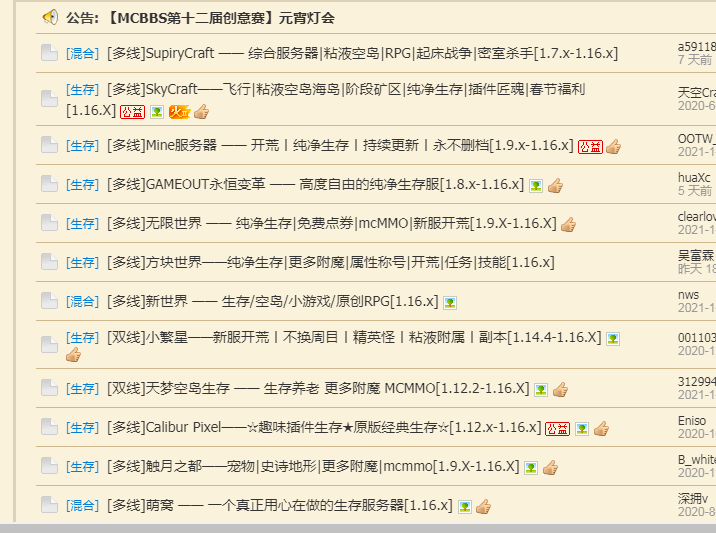 公告: 【MCBBS第十二届创意赛】元宵灯会
[混合] [多线]SupiryCraft —— 综合服务器|粘液空岛|RPG|起床战争|密室杀手[1.7.x-1.16.x]
a59118
7 天前
[生存] [多线]SkyCraft——飞行|粘液空岛海岛|阶段矿区|纯净生存|插件匠魂|春节福利
[1.16.X] 公益 火
天空Cra
2020-6
[生存] [多线]Mine服务器 —— 开荒丨纯净生存丨持续更新丨永不删档[1.9.x-1.16.x] 公益
OOTW_
2021-1
[生存] [多线]GAMEOUT永恒变革 —— 高度自由的纯净生存服[1.8.x-1.16.x]
huaXc
5 天前
[生存] [多线]无限世界 —— 纯净生存|免费点券|mcMMO|新服开荒[1.9.X-1.16.X]
clearlov
2021-1
[生存] [多线]方块世界——纯净生存|更多附魔|属性称号|开荒|任务|技能[1.16.x]
吴富霖
昨天 18
[混合] [多线]新世界 —— 生存/空岛/小游戏/原创RPG[1.16.x]
nws
2021-1
[生存] [双线]小繁星——新服开荒丨不换周目丨精英怪丨粘液附属丨副本[1.14.4-1.16.X]
001103
2020-1
[生存] [双线]天梦空岛生存 —— 生存养老 更多附魔 MCMMO[1.12.2-1.16.X]
312994
2021-1
[生存] [多线]Calibur Pixel——☆趣味插件生存★原版经典生存☆[1.12.x-1.16.x] 公益
Eniso
2020-1
[生存] [多线]触月之都——宠物|史诗地形|更多附魔|mcmmo[1.9.X-1.16.X]
B_white
2020-1
[混合] [多线]萌窝 —— 一个真正用心在做的生存服务器[1.16.x]
深拥v
2020-8